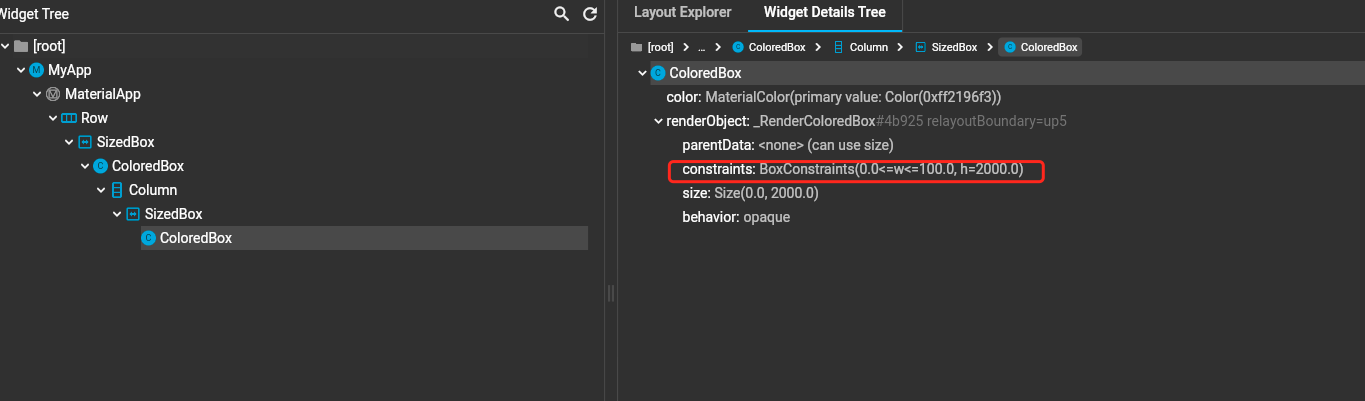 Widget Tree
[root]
MyApp
MaterialApp
Row
SizedBox
ColoredBox
Column
SizedBox
ColoredBox
Layout Explorer Widget Details Tree
[root] > ... > ColoredBox > Column > SizedBox > ColoredBox
ColoredBox
color: MaterialColor(primary value: Color(0xff2196f3))
renderObject: _RenderColoredBox#4b925 relayoutBoundary=up5
parentData: <none> (can use size)
constraints: BoxConstraints(0.0<=w<=100.0, h=2000.0)
size: Size(0.0, 2000.0)
behavior: opaque